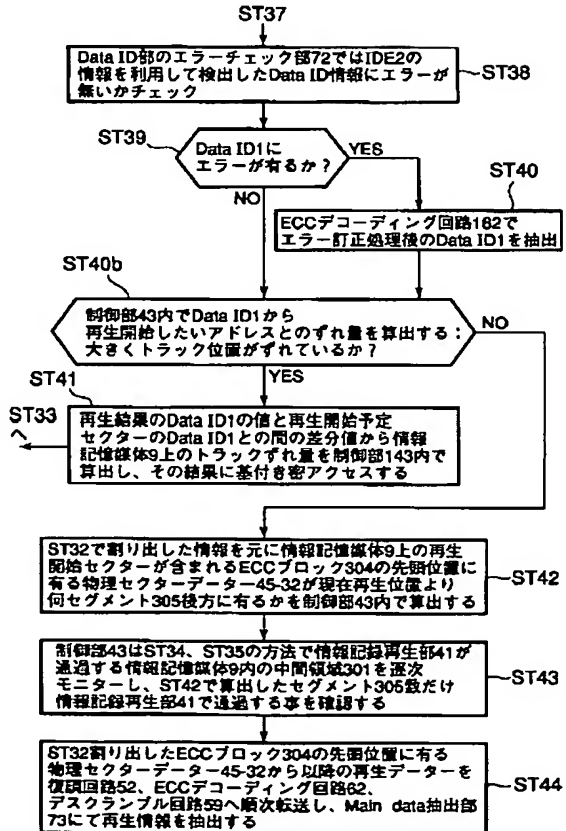 ST37
Data ID部のエラーチェック部72ではIDE2の
情報を利用して検出したData ID情報にエラーが
無いかチェック
ST38
ST39
Data ID1に
エラーが有るか？
YES
NO
ST40
ECCデコーディング回路162で
エラー訂正処理後のData ID1を抽出
ST40b
制御部43内でData ID1から
再生開始したいアドレスとのずれ量を算出する：
大きくトラック位置がずれているか？
NO
YES
ST41
ST33
へ
再生結果のData ID1の値と再生開始予定
セクターのData ID1との間の差分値から情報
記憶媒体9上のトラックずれ量を制御部143内で
算出し、その結果に基付き密アクセスする
ST32で割り出した情報を元に情報記憶媒体9上の再生
開始セクターが含まれるECCブロック304の先頭位置に
有る物理セクターデーター45-32が現在再生位置より
何セグメント305後方に有るかを制御部43内で算出する
ST42
制御部43はST34、ST35の方法で情報記録再生部41が
通過する情報記憶媒体9内の中間領域301を逐次
モニターし、ST42で算出したセグメント305数だけ
情報記録再生部41で通過する事を確認する
ST43
ST32割り出したECCブロック304の先頭位置に有る
物理セクターデーター45-32から以降の再生データーを
復調回路52、ECCデコーディング回路62、
デスクランブル回路59へ順次転送し、Main data抽出部
73にて再生情報を抽出する
ST44